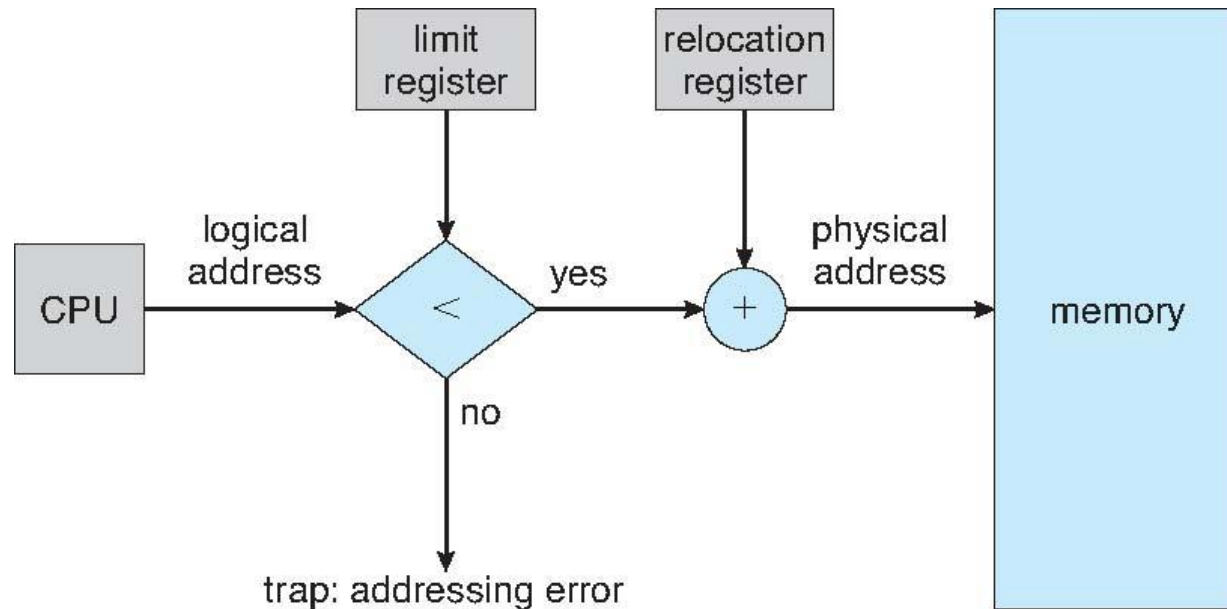 limit
register
relocation
register
logical
address
physical
address
CPU
<
yes
+
memory
no
trap: addressing error